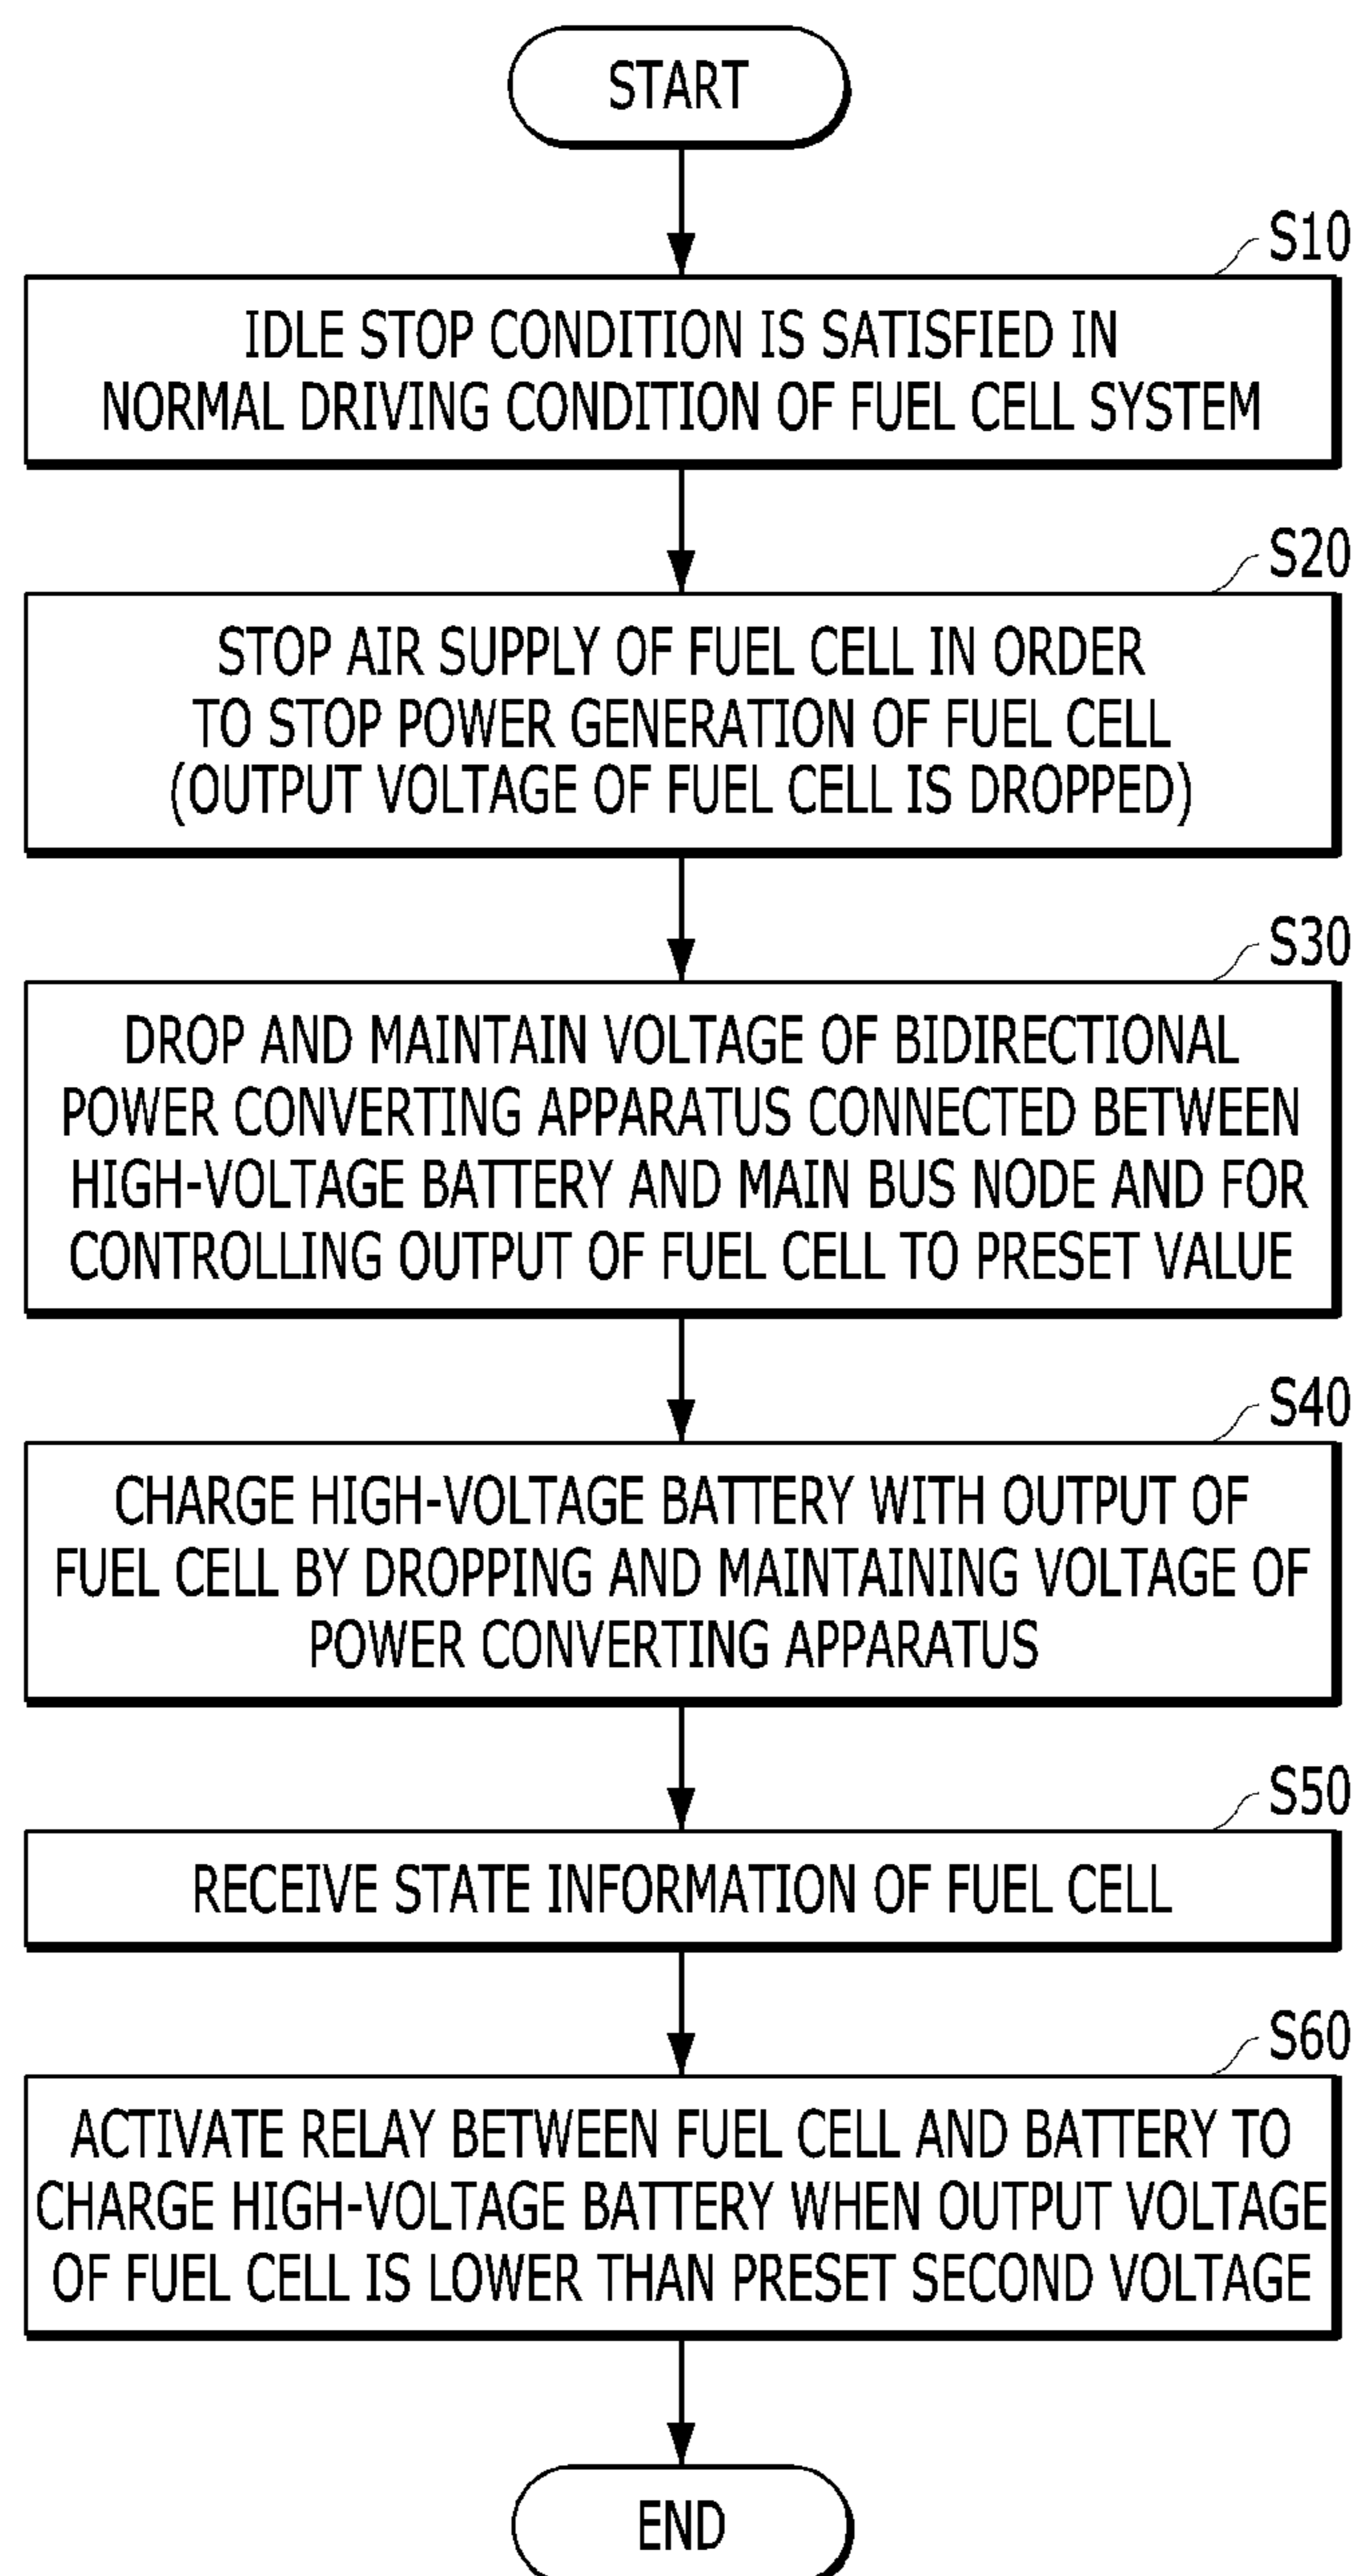 START
S10
IDLE STOP CONDITION IS SATISFIED IN
NORMAL DRIVING CONDITION OF FUEL CELL SYSTEM
S20
STOP AIR SUPPLY OF FUEL CELL IN ORDER
TO STOP POWER GENERATION OF FUEL CELL
(OUTPUT VOLTAGE OF FUEL CELL IS DROPPED)
S30
DROP AND MAINTAIN VOLTAGE OF BIDIRECTIONAL
POWER CONVERTING APPARATUS CONNECTED BETWEEN
HIGH-VOLTAGE BATTERY AND MAIN BUS NODE AND FOR
CONTROLLING OUTPUT OF FUEL CELL TO PRESET VALUE
S40
CHARGE HIGH-VOLTAGE BATTERY WITH OUTPUT OF
FUEL CELL BY DROPPING AND MAINTAINING VOLTAGE OF
POWER CONVERTING APPARATUS
S50
RECEIVE STATE INFORMATION OF FUEL CELL
S60
ACTIVATE RELAY BETWEEN FUEL CELL AND BATTERY TO
CHARGE HIGH-VOLTAGE BATTERY WHEN OUTPUT VOLTAGE
OF FUEL CELL IS LOWER THAN PRESET SECOND VOLTAGE
END